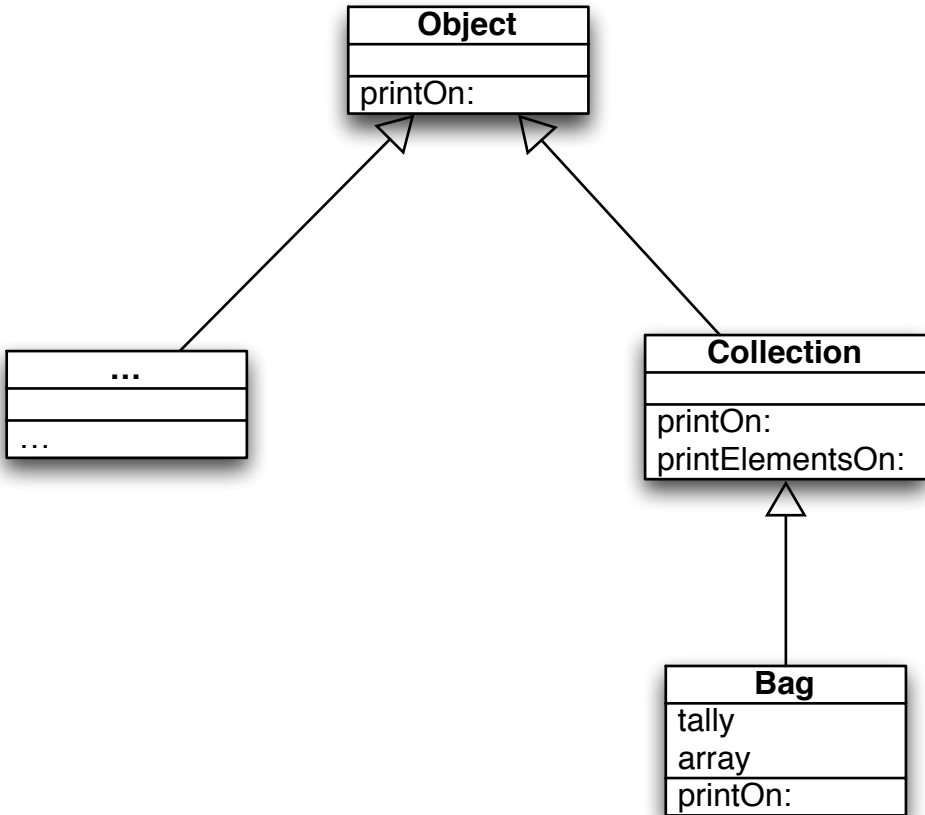 Object
printOn:
...
...
Collection
printOn:
printElementsOn:
Bag
tally
array
printOn: